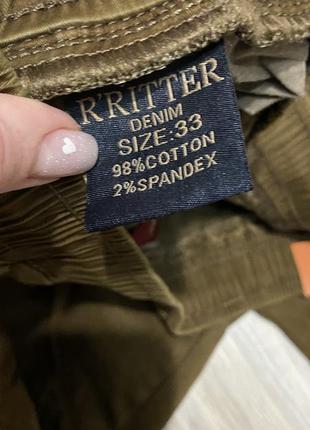 R'RITTER
DENIM
SIZE:33
98%COTTON
2%SPANDEX